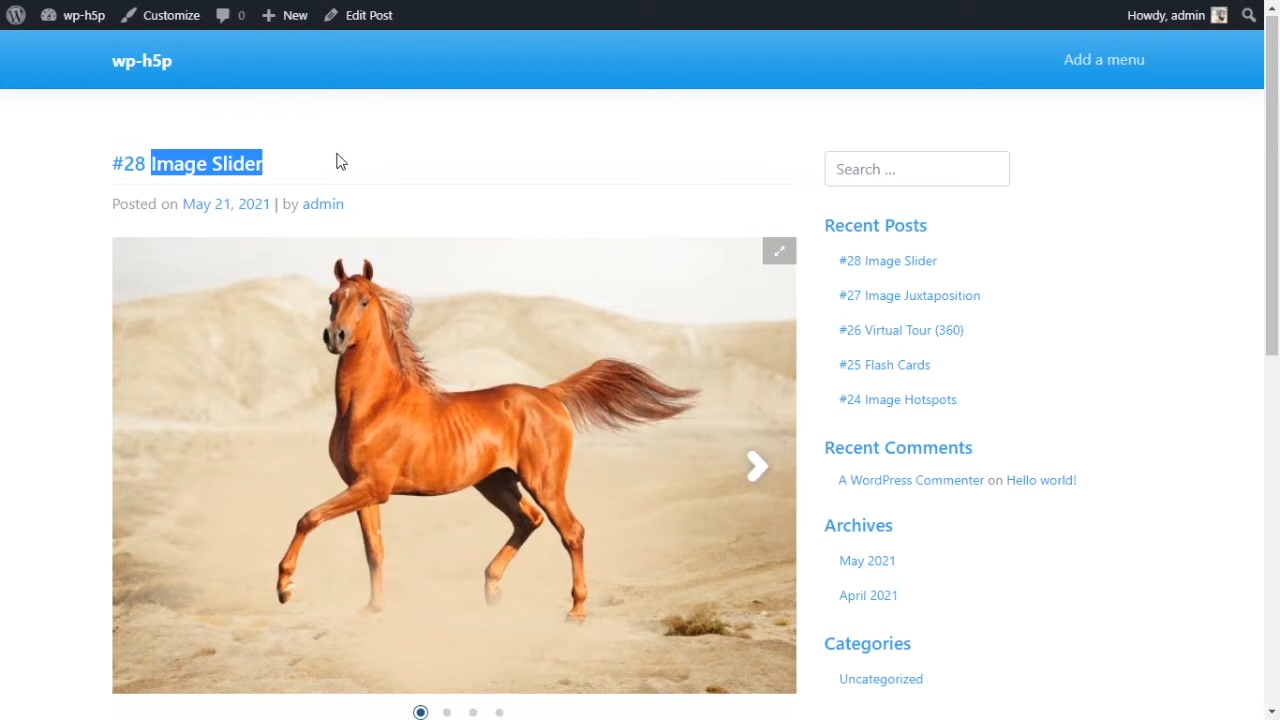 wp-h5p Customize 0 New Edit Post Howdy, admin
wp-h5p Add a menu
#28 Image Slider
Posted on May 21, 2021 | by admin
Search ...
Recent Posts
#28 Image Slider
#27 Image Juxtaposition
#26 Virtual Tour (360)
#25 Flash Cards
#24 Image Hotspots
Recent Comments
A WordPress Commenter on Hello world!
Archives
May 2021
April 2021
Categories
Uncategorized